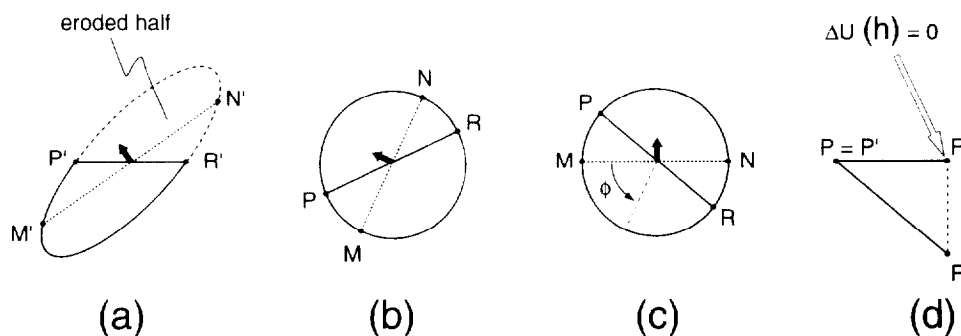 eroded half
N'
P'
R'
M'
(a)
N
R
P
M
(b)
P
M
N
ϕ
R
(c)
ΔU (h) = 0
P = P'
(d)